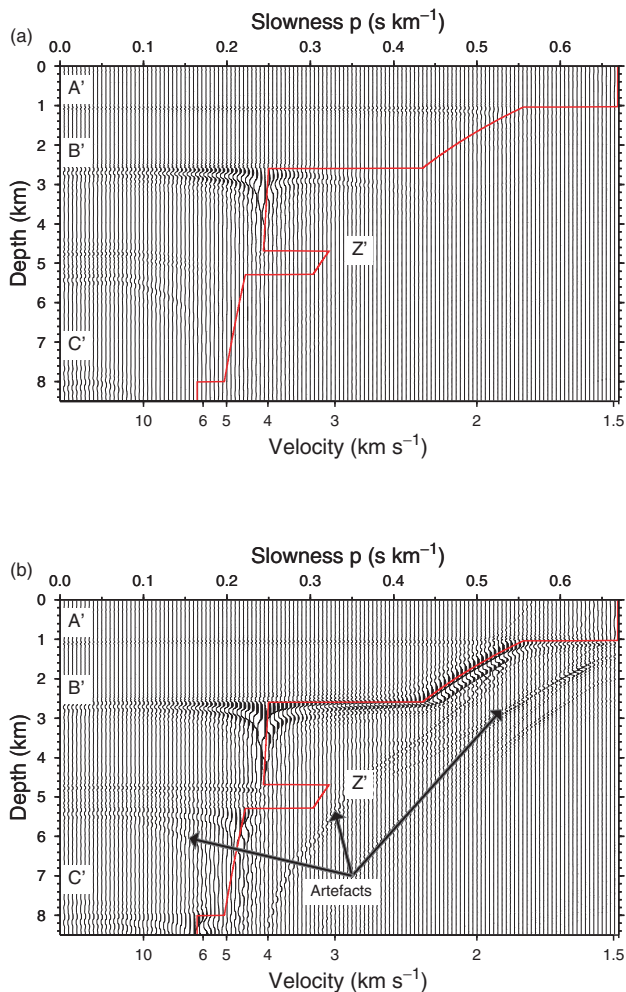 (a)
Slowness p (s km⁻¹)
0.0 0.1 0.2 0.3 0.4 0.5 0.6
0
1
2
3
4
5
6
7
8
Depth (km)
A'
B'
Z'
C'
10 6 5 4 3 2 1.5
Velocity (km s⁻¹)
(b)
Slowness p (s km⁻¹)
0.0 0.1 0.2 0.3 0.4 0.5 0.6
0
1
2
3
4
5
6
7
8
Depth (km)
A'
B'
Z'
C'
Artefacts
10 6 5 4 3 2 1.5
Velocity (km s⁻¹)